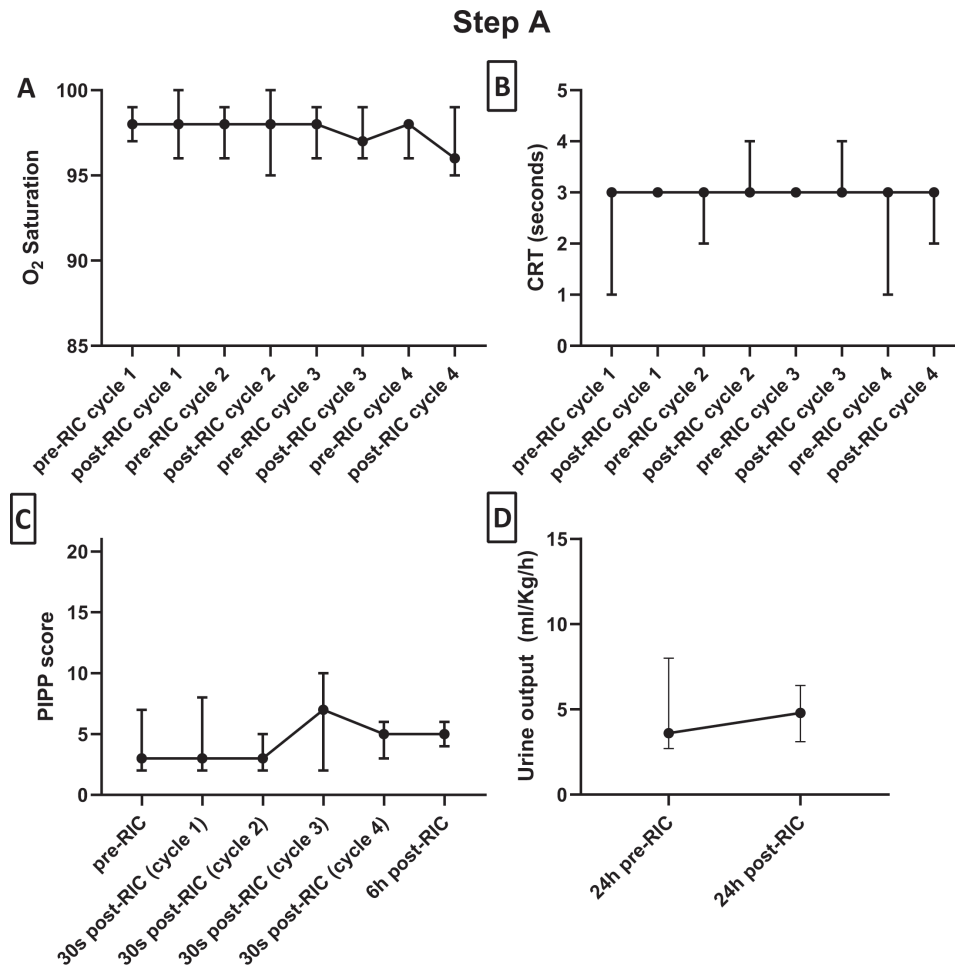 Step A
A
O2 Saturation
100
95
90
85
pre-RIC cycle 1
post-RIC cycle 1
pre-RIC cycle 2
post-RIC cycle 2
pre-RIC cycle 3
post-RIC cycle 3
pre-RIC cycle 4
post-RIC cycle 4
B
CRT (seconds)
5
4
3
2
1
0
pre-RIC cycle 1
post-RIC cycle 1
pre-RIC cycle 2
post-RIC cycle 2
pre-RIC cycle 3
post-RIC cycle 3
pre-RIC cycle 4
post-RIC cycle 4
C
PIPP score
20
15
10
5
0
pre-RIC
30s post-RIC (cycle 1)
30s post-RIC (cycle 2)
30s post-RIC (cycle 3)
30s post-RIC (cycle 4)
6h post-RIC
D
Urine output (ml/Kg/h)
15
10
5
0
24h pre-RIC
24h post-RIC